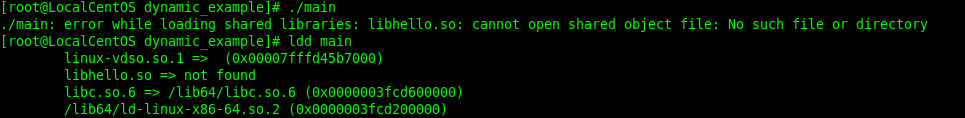 [root@LocalCentOS dynamic_example]# ./main
./main: error while loading shared libraries: libhello.so: cannot open shared object file: No such file or directory
[root@LocalCentOS dynamic_example]# ldd main
linux-vdso.so.1 =>  (0x00007fffd45b7000)
libhello.so => not found
libc.so.6 => /lib64/libc.so.6 (0x0000003fcd600000)
/lib64/ld-linux-x86-64.so.2 (0x0000003fcd200000)